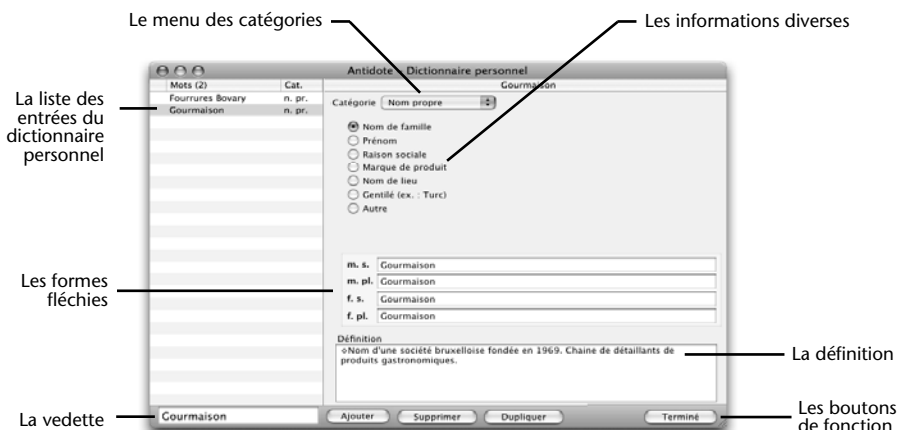 Le menu des catégories
Les informations diverses
Antidote - Dictionnaire personnel
Mots (2) Cat.
Gourmaison
La liste des
entrées du
dictionnaire
personnel
Fourrures Bovary n. pr.
Gourmaison n. pr.
Catégorie Nom propre
Nom de famille
Prénom
Raison sociale
Marque de produit
Nom de lieu
Gentilé (ex. : Turc)
Autre
Les formes
fléchies
m. s. Gourmaison
m. pl. Gourmaison
f. s. Gourmaison
f. pl. Gourmaison
Définition
◊Nom d'une société bruxelloise fondée en 1969. Chaine de détaillants de
produits gastronomiques.
La définition
La vedette
Gourmaison
Ajouter Supprimer Dupliquer Terminé
Les boutons
de fonction